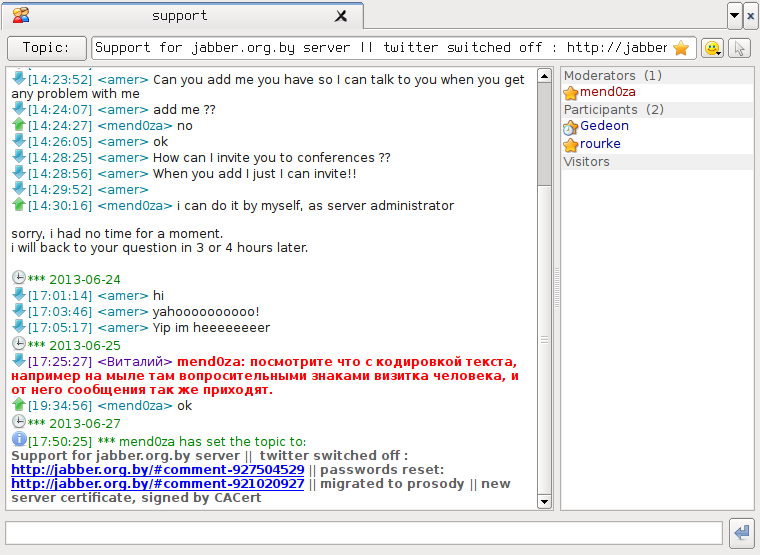 support
Topic:
Support for jabber.org.by server || twitter switched off : http://jabber
[14:23:52] <amer> Can you add me you have so I can talk to you when you get
any problem with me
[14:24:07] <amer> add me ??
[14:24:27] <mend0za> no
[14:26:05] <amer> ok
[14:28:25] <amer> How can I invite you to conferences ??
[14:28:56] <amer> When you add I just I can invite!!
[14:29:52] <amer>
[14:30:16] <mend0za> i can do it by myself, as server administrator
sorry, i had no time for a moment.
i will back to your question in 3 or 4 hours later.
*** 2013-06-24
[17:01:14] <amer> hi
[17:03:46] <amer> yahoooooooooo!
[17:05:17] <amer> Yip im heeeeeeeer
*** 2013-06-25
[17:25:27] <Виталий> mend0za: посмотрите что с кодировкой текста,
например на мыле там вопросительными знаками визитка человека, и
от него сообщения так же приходят.
[19:34:56] <mend0za> ok
*** 2013-06-27
[17:50:25] *** mend0za has set the topic to:
Support for jabber.org.by server || twitter switched off :
http://jabber.org.by/#comment-927504529 || passwords reset:
http://jabber.org.by/#comment-921020927 || migrated to prosody || new
server certificate, signed by CACert
Moderators (1)
mend0za
Participants (2)
Gedeon
rourke
Visitors